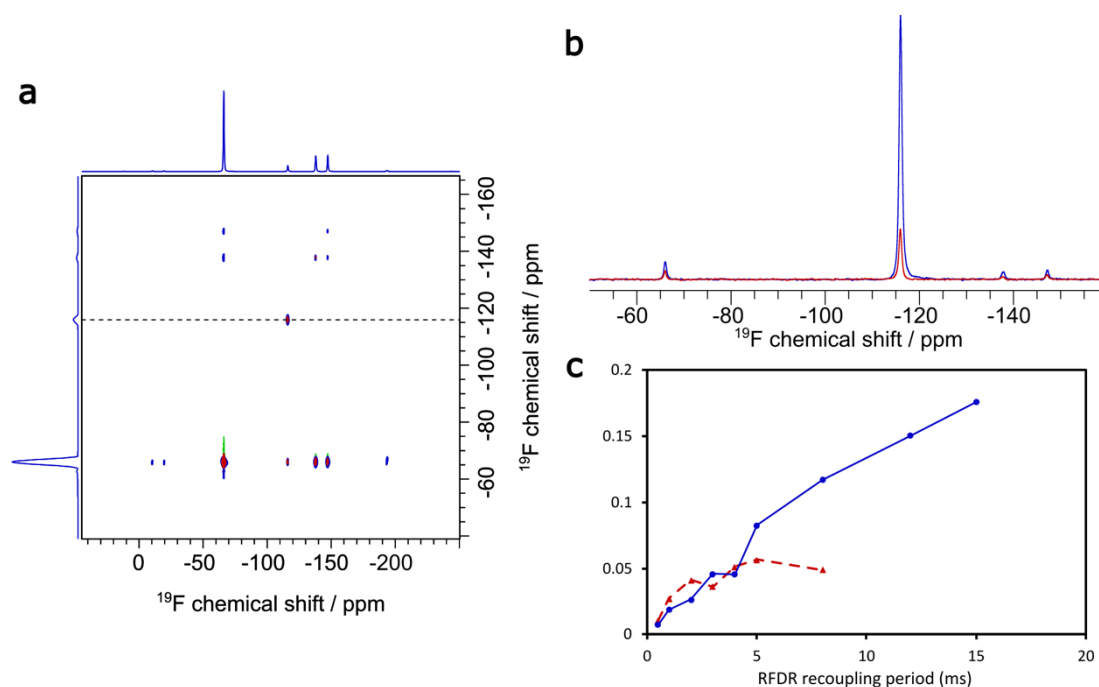 a
-160
-140
-120
-100
-80
-60
0 -50 -100 -150 -200
¹⁹F chemical shift / ppm
¹⁹F chemical shift / ppm
b
-60 -80 -100 -120 -140
¹⁹F chemical shift / ppm
c
0.2
0.15
0.1
0.05
0
0 5 10 15 20
RFDR recoupling period (ms)